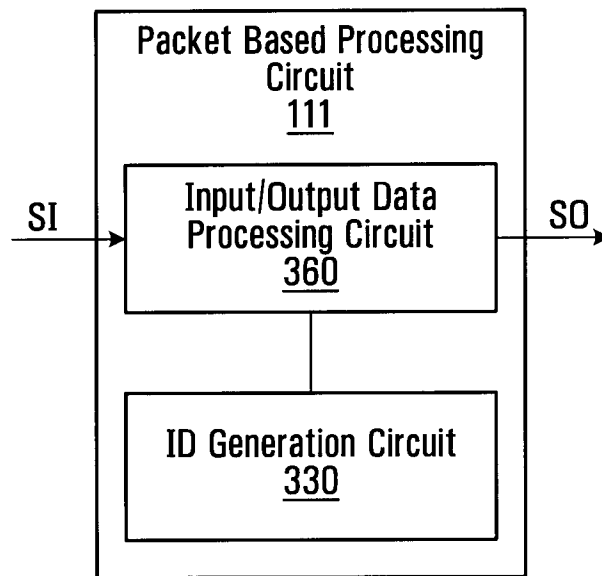 Packet Based Processing
Circuit
111
SI
Input/Output Data
Processing Circuit
360
SO
ID Generation Circuit
330